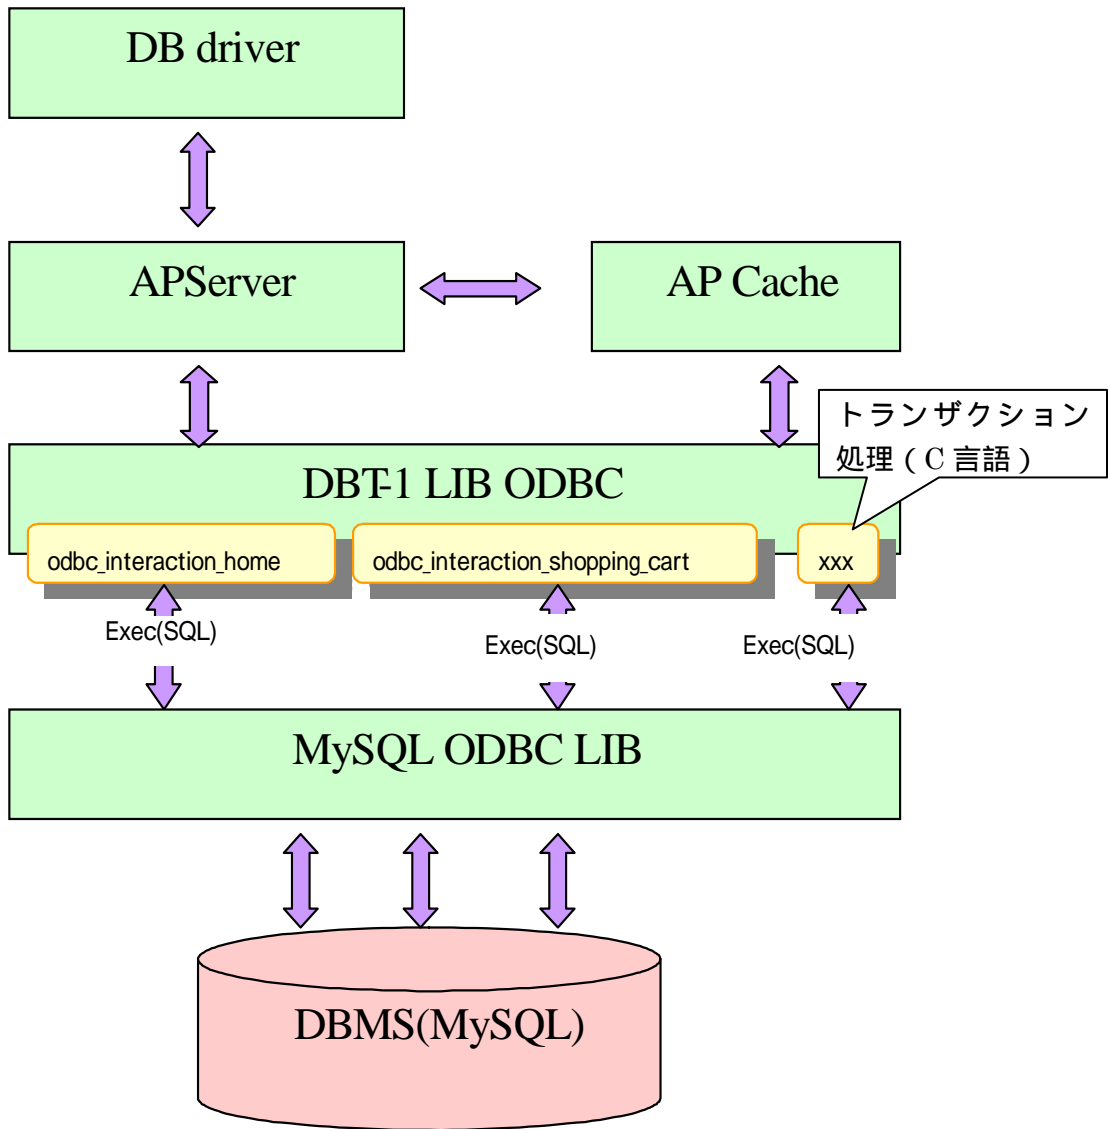 DB driver
APServer
AP Cache
トランザクション
処理（C 言語）
DBT-1 LIB ODBC
odbc_interaction_home
odbc_interaction_shopping_cart
xxx
Exec(SQL)
Exec(SQL)
Exec(SQL)
MySQL ODBC LIB
DBMS(MySQL)